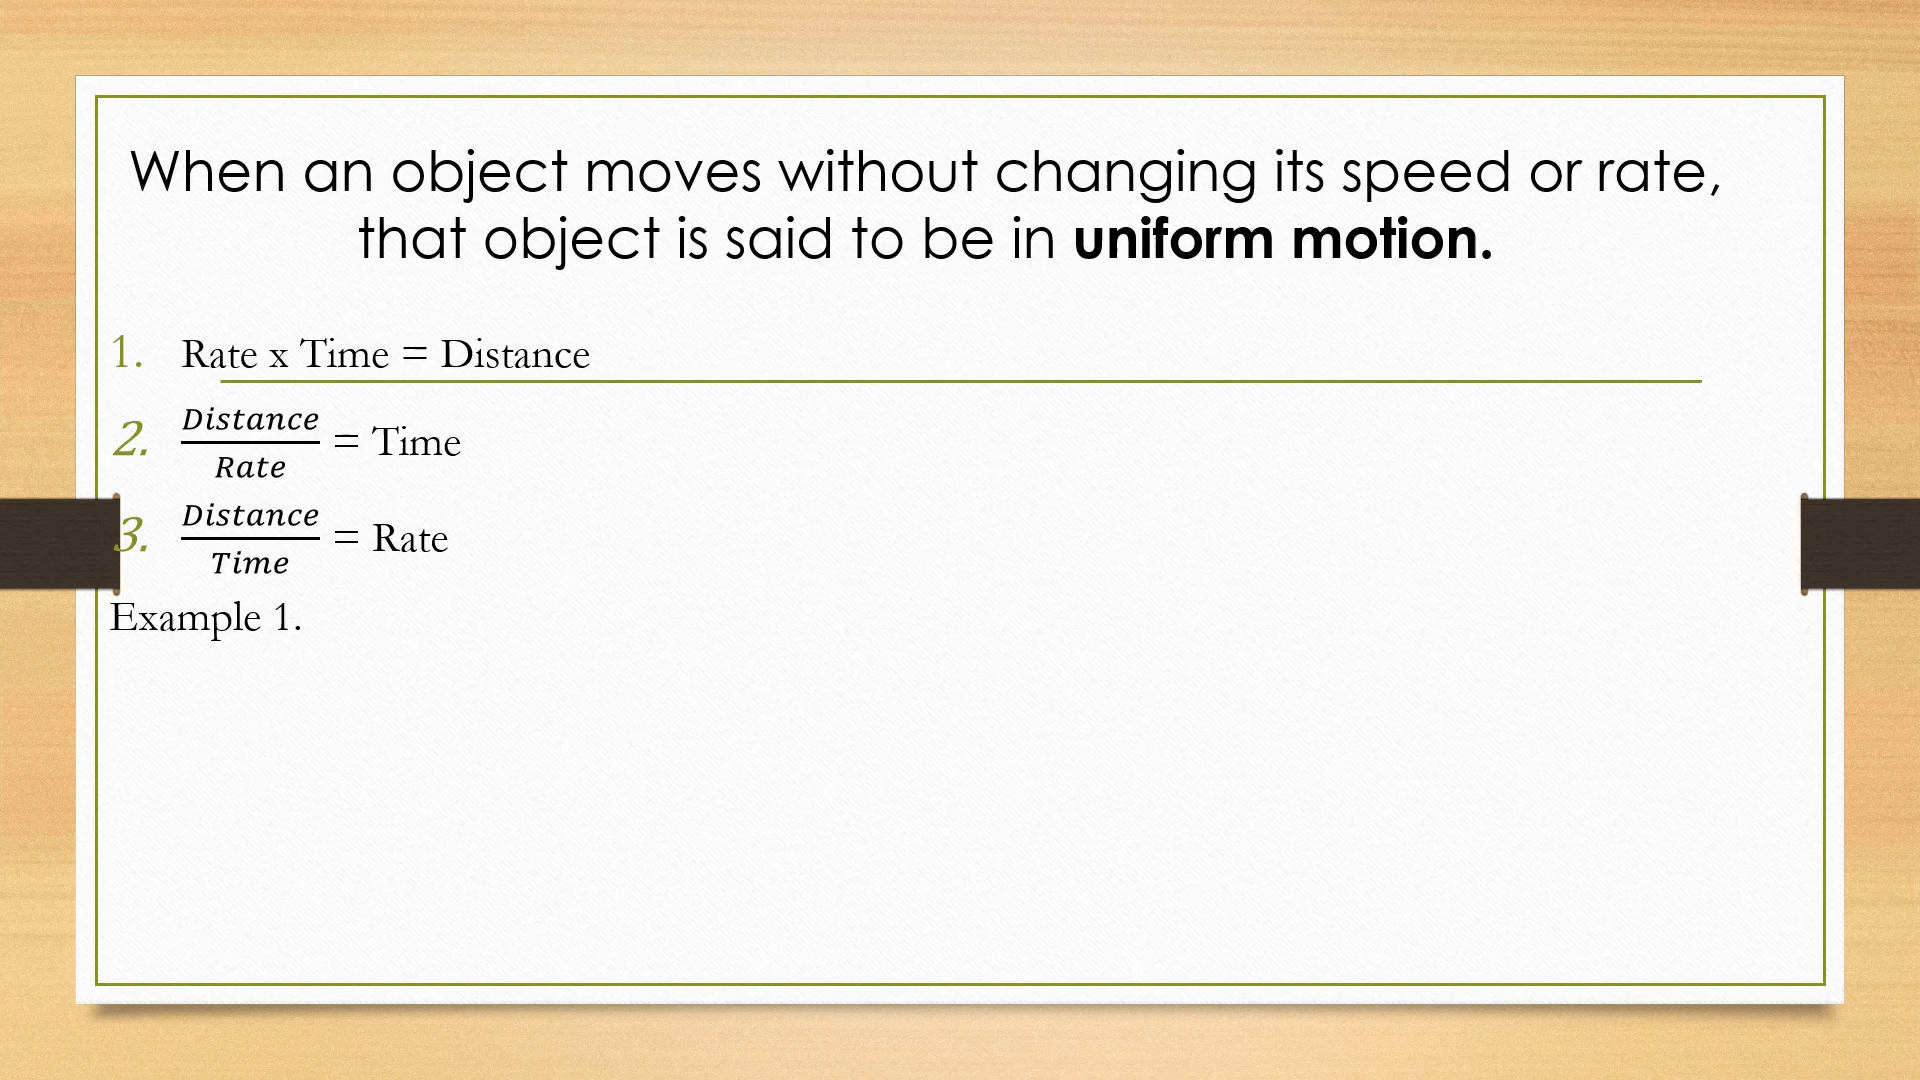 When an object moves without changing its speed or rate,
that object is said to be in uniform motion.
1. Rate x Time = Distance
2. Distance/Rate = Time
3. Distance/Time = Rate
Example 1.